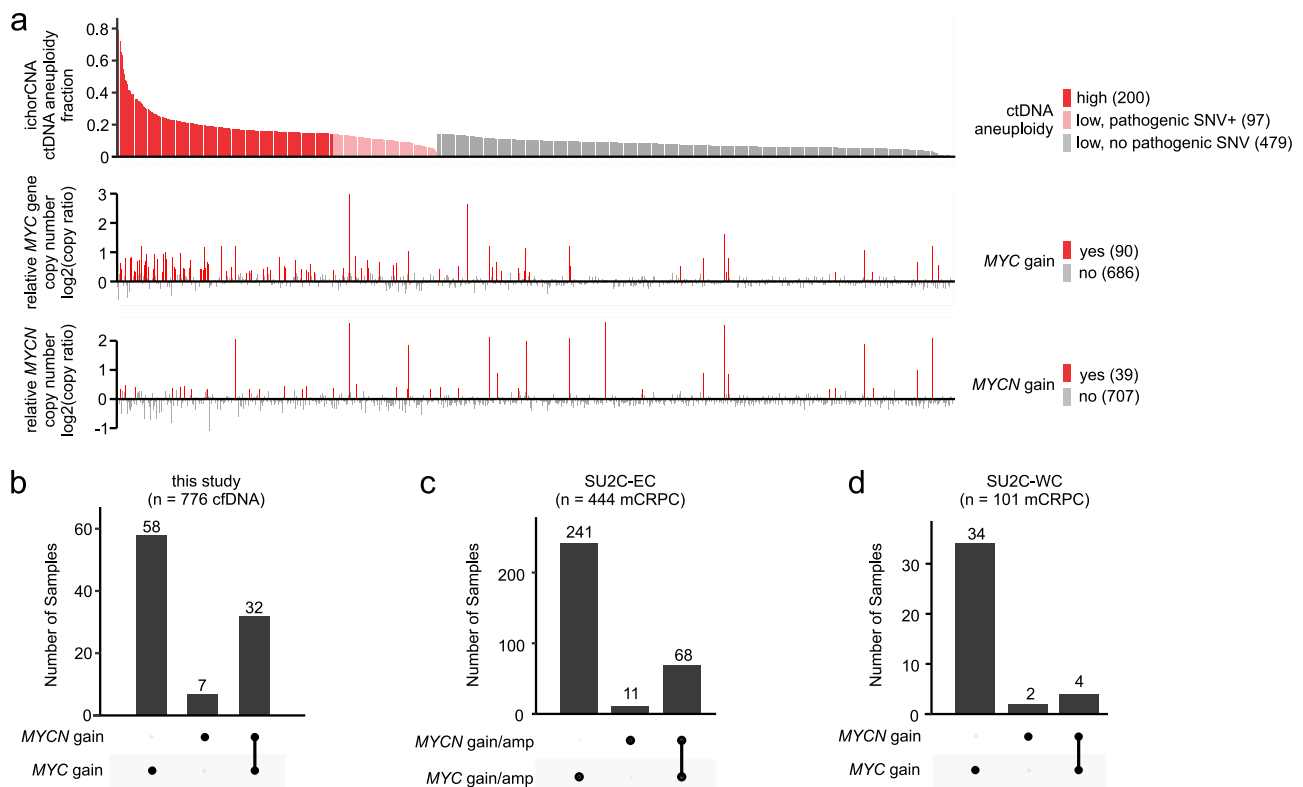 a
ichorCNA
ctDNA aneuploidy
fraction
0.8
0.6
0.4
0.2
0
ctDNA
aneuploidy
high (200)
low, pathogenic SNV+ (97)
low, no pathogenic SNV (479)
relative MYC gene
copy number
log2(copy ratio)
3
2
1
0
MYC gain
yes (90)
no (686)
relative MYCN
copy number
log2(copy ratio)
2
1
0
-1
MYCN gain
yes (39)
no (707)
b
this study
(n = 776 cfDNA)
Number of Samples
60
40
20
0
58
7
32
MYCN gain
MYC gain
c
SU2C-EC
(n = 444 mCRPC)
Number of Samples
200
100
0
241
11
68
MYCN gain/amp
MYC gain/amp
d
SU2C-WC
(n = 101 mCRPC)
Number of Samples
30
20
10
0
34
2
4
MYCN gain
MYC gain